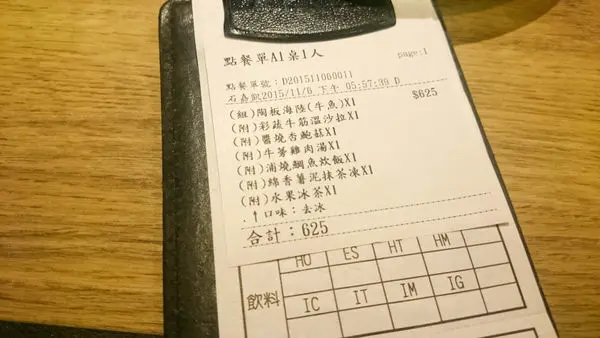 點餐單A1桌1人
page:1
點餐單號:D201511060011
石嘉凱2015/11/6 下午 05:57:39 p
(組)陶板海陸(牛魚)X1 $625
(附)彩蔬牛筋溫沙拉X1
(附)醬燒杏鮑菇X1
(附)牛蒡雞肉湯X1
(附)浦燒鯛魚炊飯X1
(附)綿香薯泥抹茶凍X1
(附)水果冰茶X1
.↑口味:去冰
合計:625
飲料
HU ES HT HM
IC IT IM IG